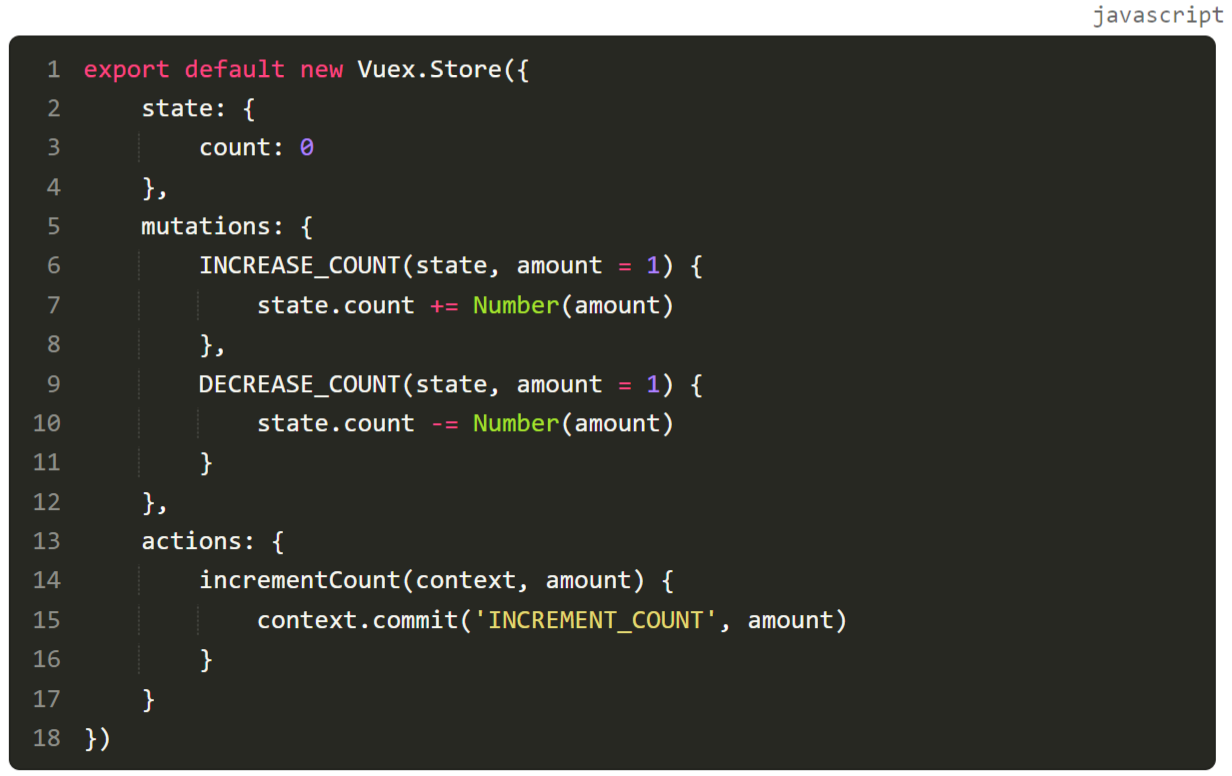 javascript
1 export default new Vuex.Store({
2     state: {
3         count: 0
4     },
5     mutations: {
6         INCREASE_COUNT(state, amount = 1) {
7             state.count += Number(amount)
8         },
9         DECREASE_COUNT(state, amount = 1) {
10             state.count -= Number(amount)
11         }
12     },
13     actions: {
14         incrementCount(context, amount) {
15             context.commit('INCREMENT_COUNT', amount)
16         }
17     }
18 })